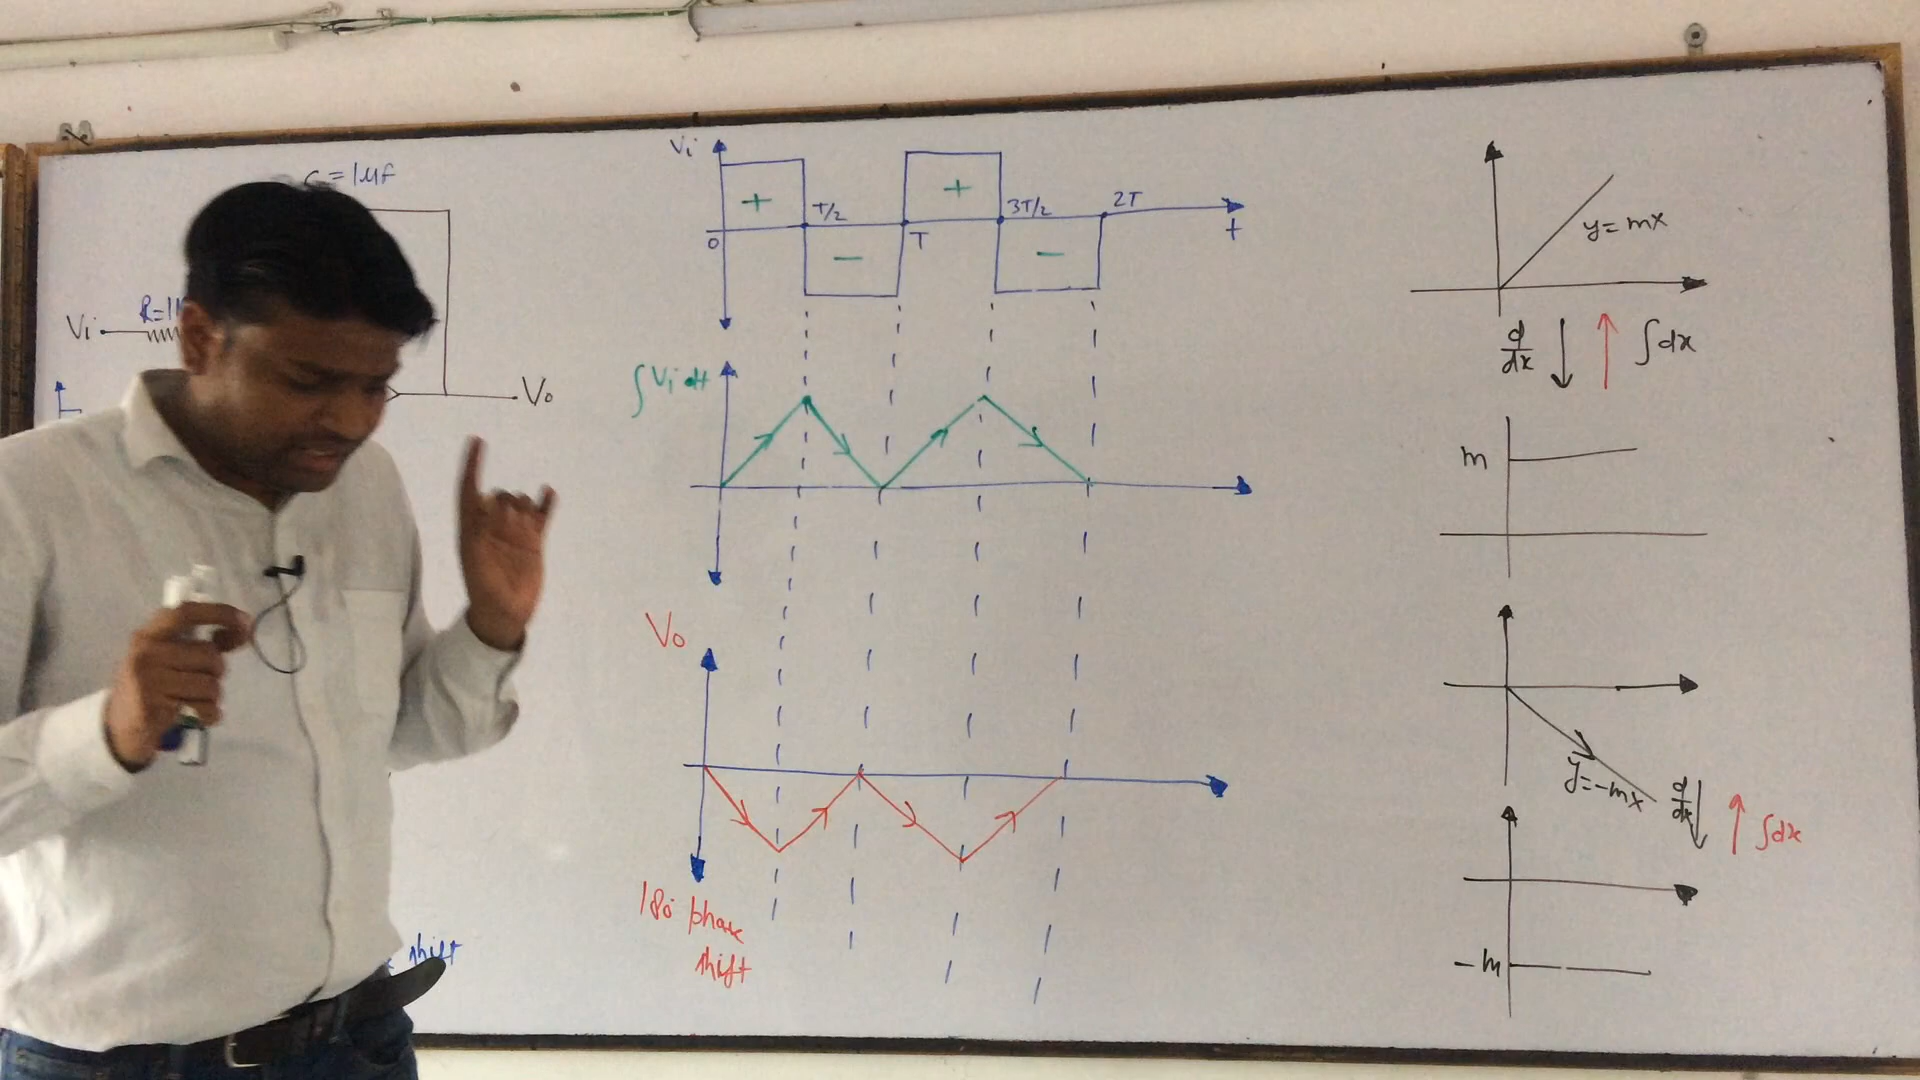 C = 1μf
R=1
Vi
Vo
shift
Vi
+
+
T/2
3T/2
2T
0
T
t
-
-
∫Vi dt
Vo
180° phase
shift
y = mx
d/dx
∫dx
m
y = -mx
d/dx
∫dx
-m